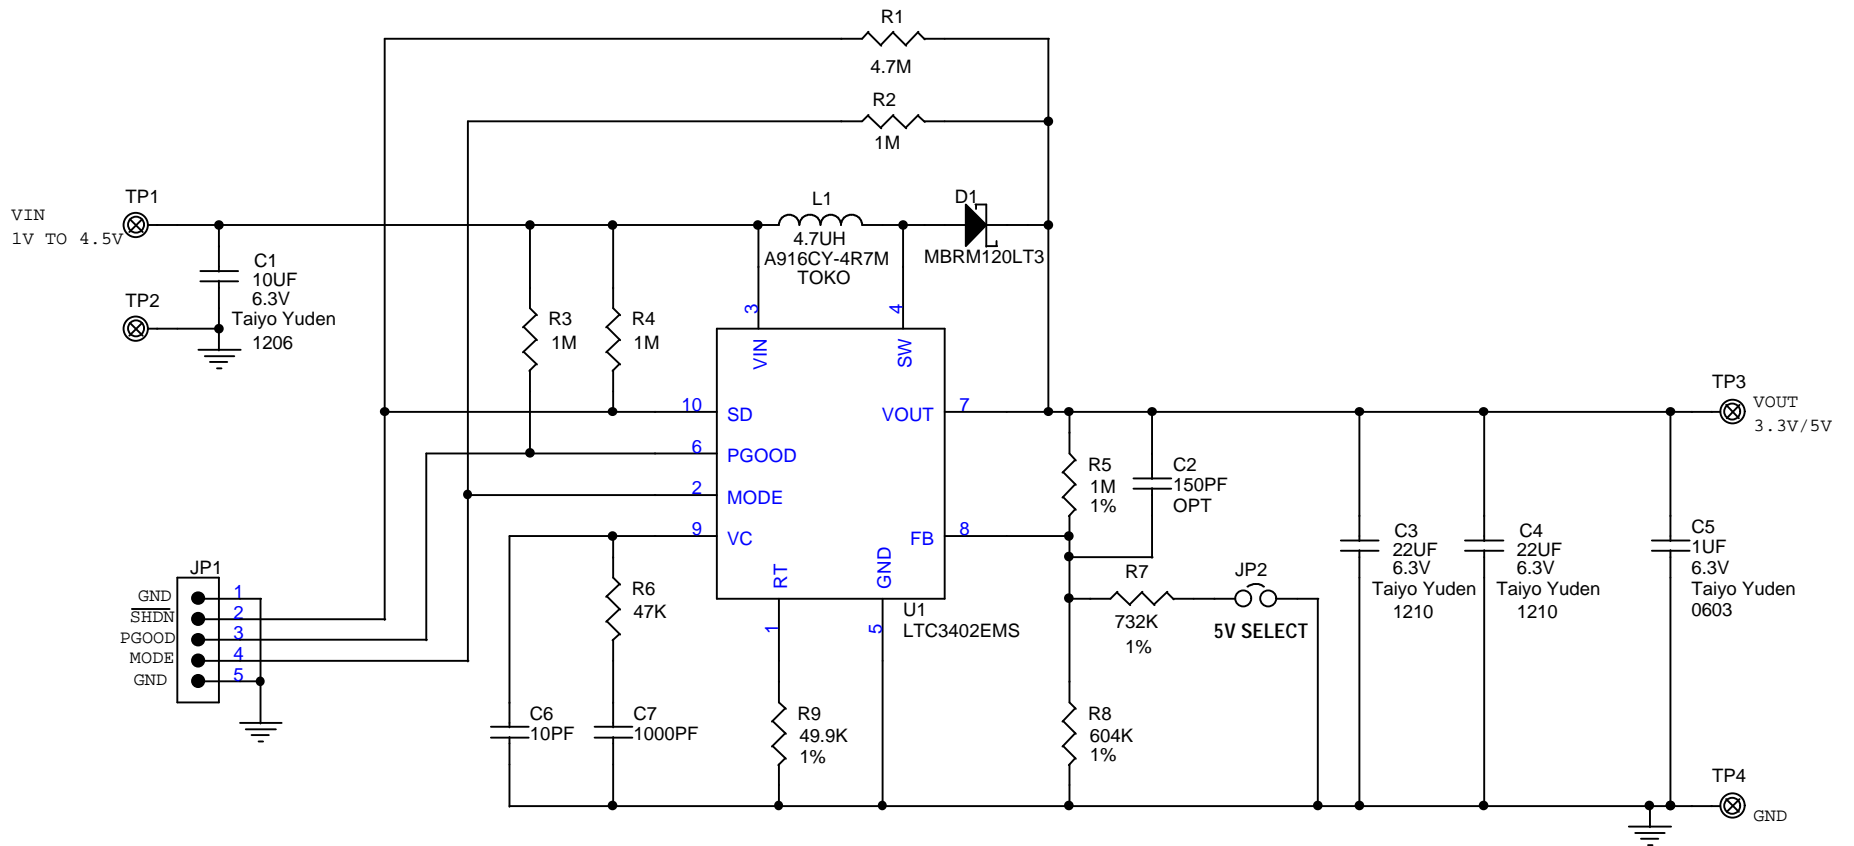 R1
4.7M
R2
1M
TP1
VIN
1V TO 4.5V
L1
4.7UH
A916CY-4R7M
TOKO
D1
MBRM120LT3
C1
10UF
6.3V
Taiyo Yuden
1206
TP2
R3
1M
R4
1M
3
4
VIN
SW
10
SD
6
PGOOD
2
MODE
9
VC
VOUT
7
FB
8
RT
GND
1
5
U1
LTC3402EMS
TP3
VOUT
3.3V/5V
R5
1M
1%
C2
150PF
OPT
C3
22UF
6.3V
Taiyo Yuden
1210
C4
22UF
6.3V
Taiyo Yuden
1210
C5
1UF
6.3V
Taiyo Yuden
0603
R7
732K
1%
JP2
5V SELECT
JP1
GND
1
SHDN
2
PGOOD
3
MODE
4
GND
5
R6
47K
C6
10PF
C7
1000PF
R9
49.9K
1%
R8
604K
1%
TP4
GND